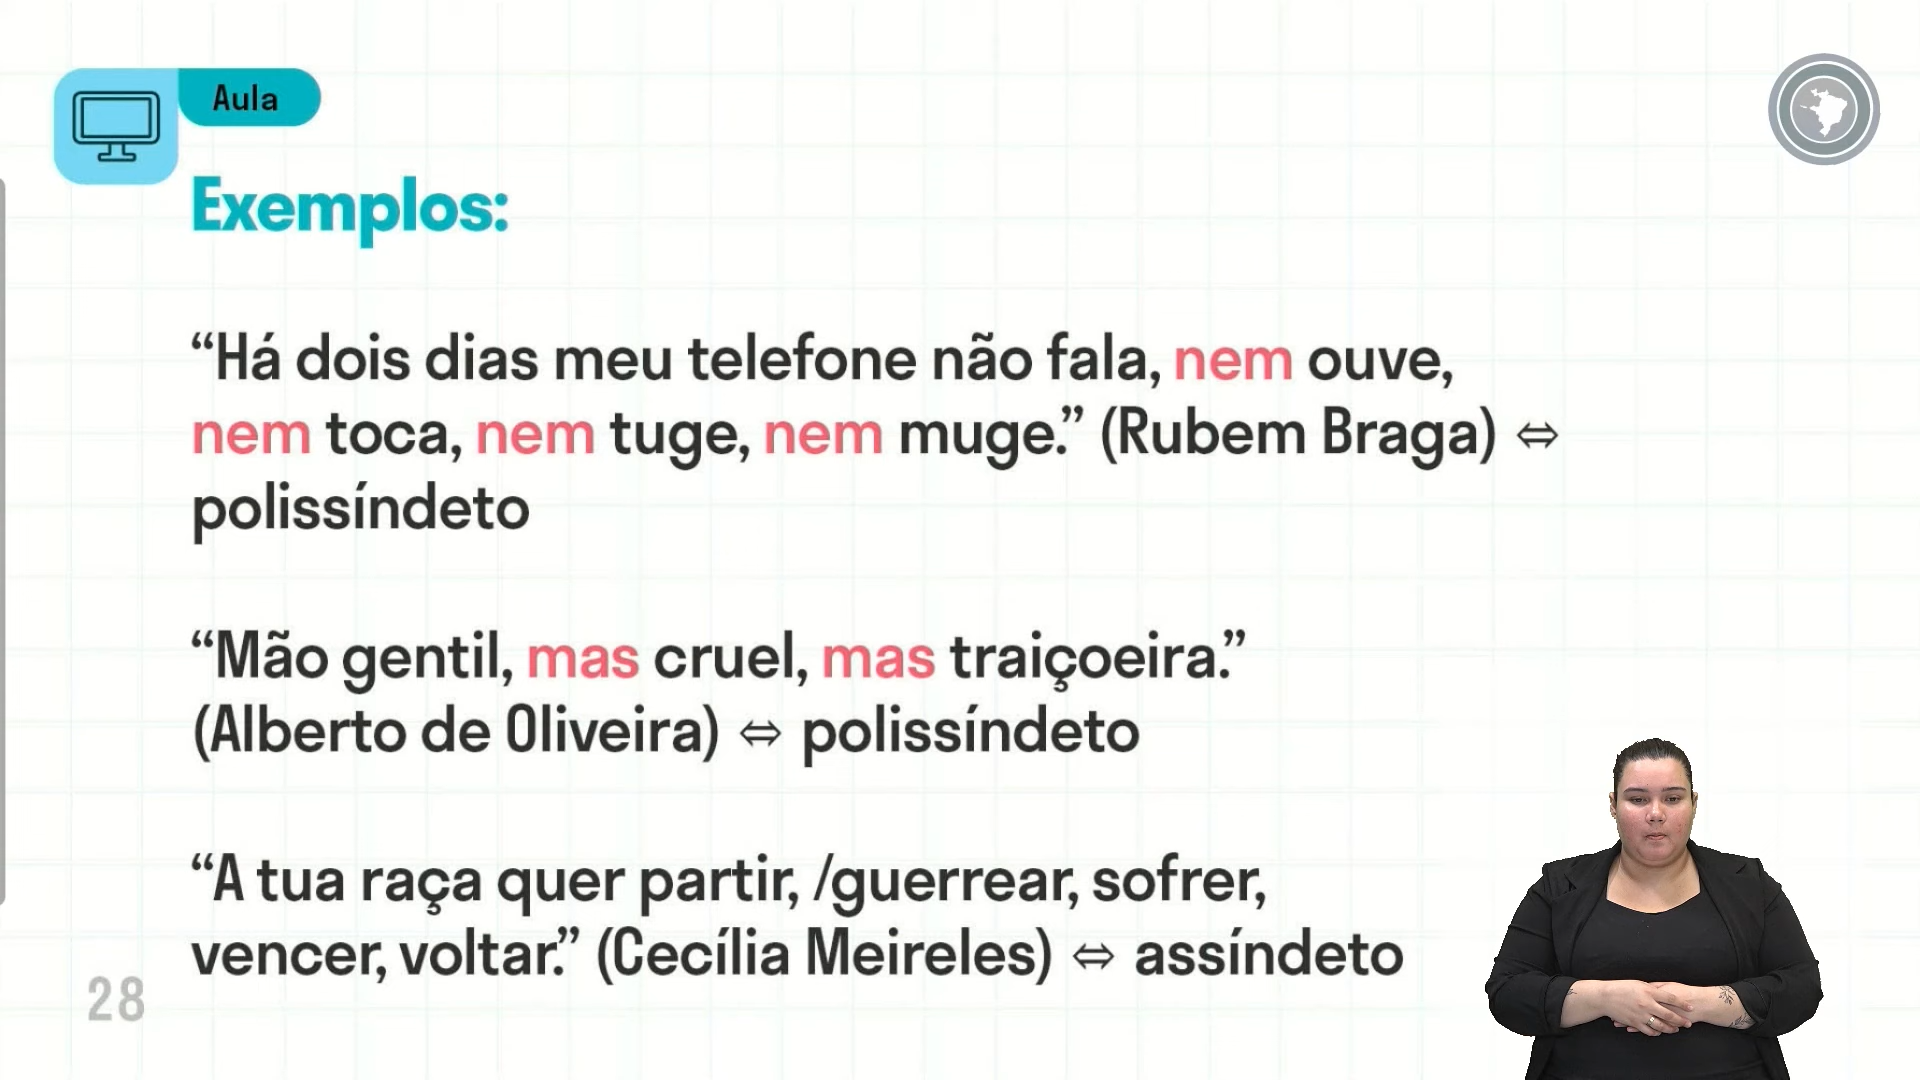 Aula
Exemplos:
“Há dois dias meu telefone não fala, nem ouve,
nem toca, nem tuge, nem muge.” (Rubem Braga) ⇔
polissíndeto
“Mão gentil, mas cruel, mas traiçoeira.”
(Alberto de Oliveira) ⇔ polissíndeto
“A tua raça quer partir, /guerrear, sofrer,
vencer, voltar.” (Cecília Meireles) ⇔ assíndeto
28